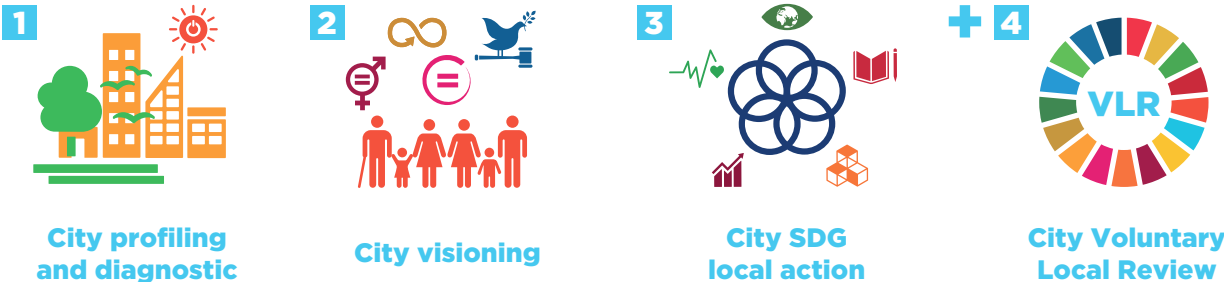 1
2
3
+ 4
VLR
City profiling
and diagnostic
City visioning
City SDG
local action
City Voluntary
Local Review